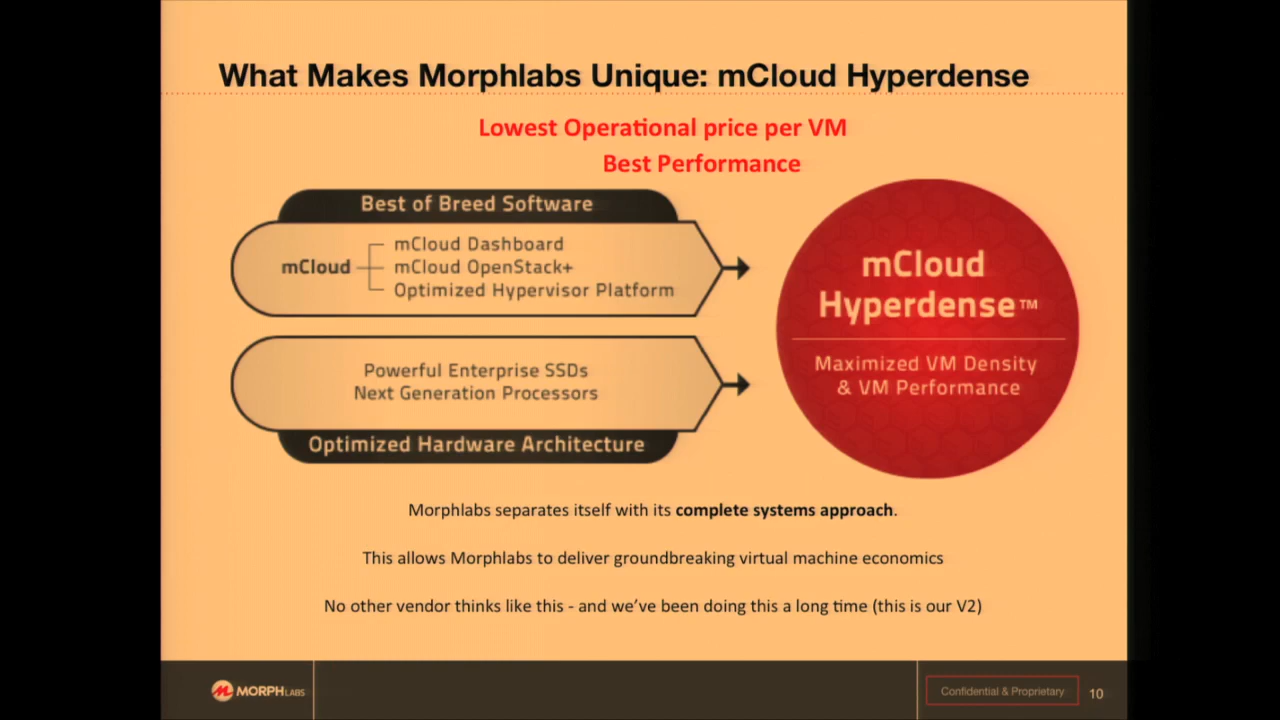 What Makes Morphlabs Unique: mCloud Hyperdense
Lowest Operational price per VM
Best Performance
Best of Breed Software
mCloud
mCloud Dashboard
mCloud OpenStack+
Optimized Hypervisor Platform
Powerful Enterprise SSDs
Next Generation Processors
Optimized Hardware Architecture
mCloud
Hyperdense™
Maximized VM Density
& VM Performance
Morphlabs separates itself with its complete systems approach.
This allows Morphlabs to deliver groundbreaking virtual machine economics
No other vendor thinks like this - and we've been doing this a long time (this is our V2)
MORPHLABS
Confidential & Proprietary
10